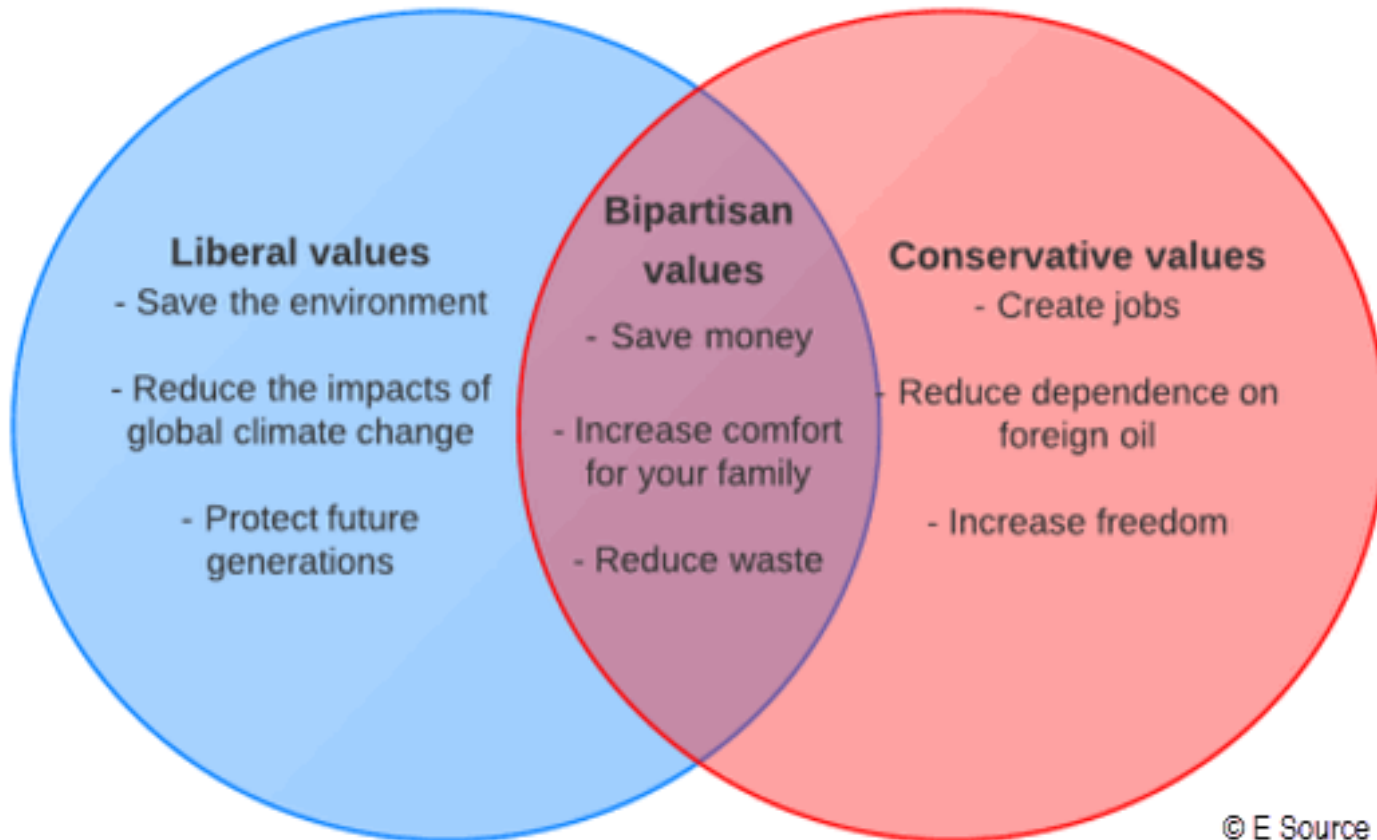 Liberal values
- Save the environment
- Reduce the impacts of
global climate change
- Protect future
generations
Bipartisan
values
- Save money
- Increase comfort
for your family
- Reduce waste
Conservative values
- Create jobs
- Reduce dependence on
foreign oil
- Increase freedom
© E Source